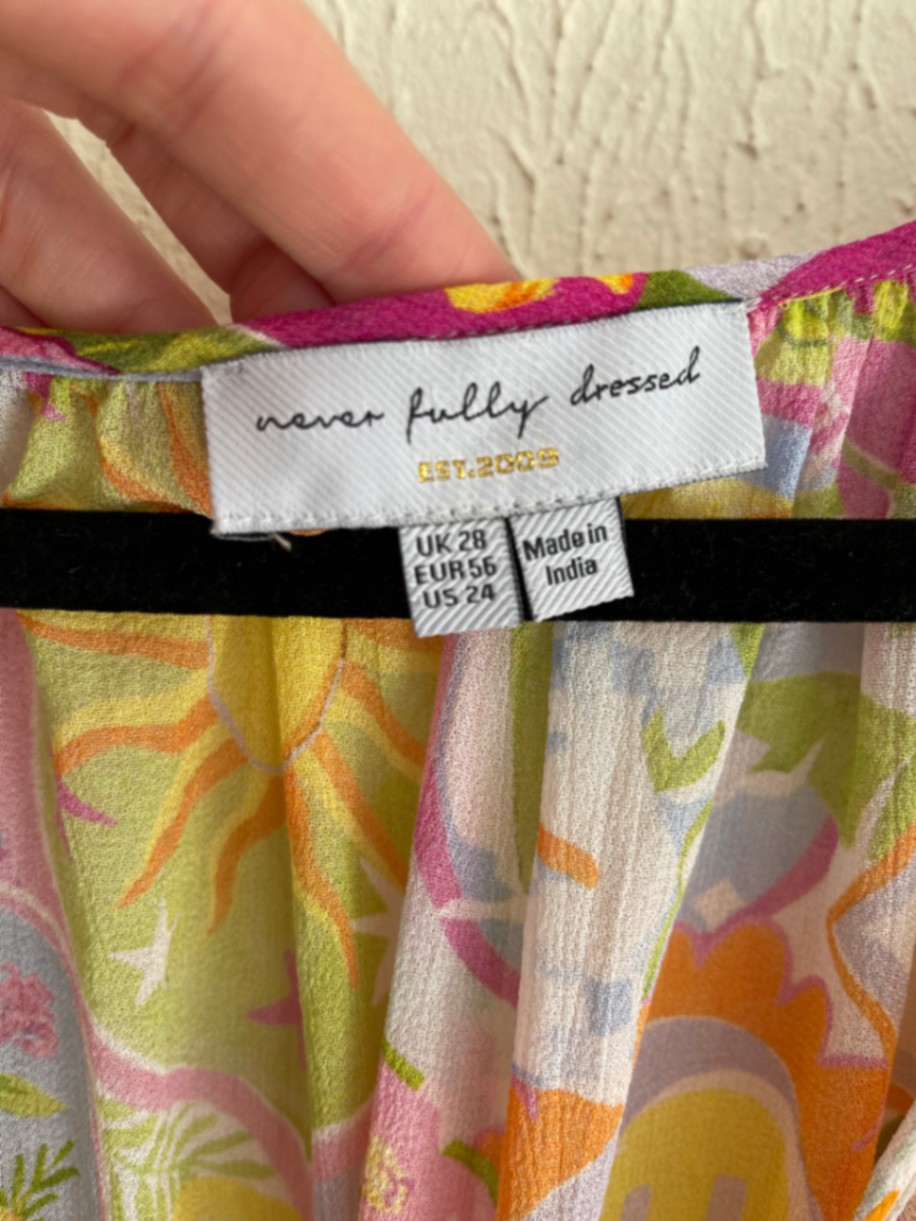 never fully dressed
EST.2009
UK 28
EUR 56
US 24
Made in
India